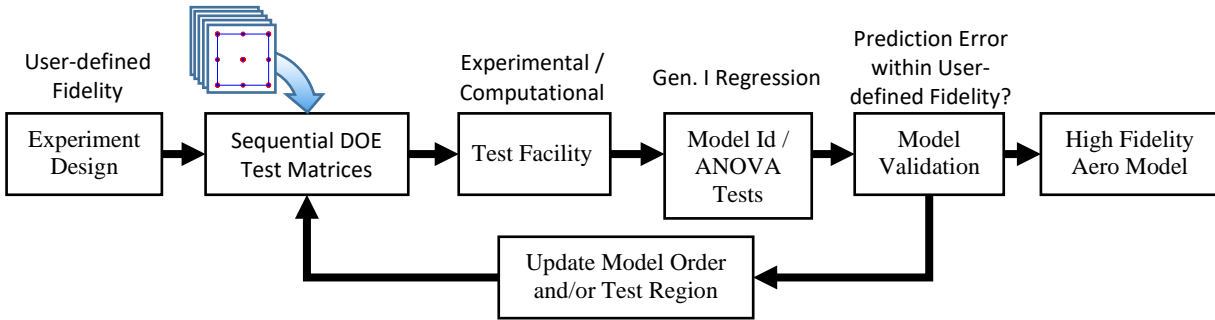 User-defined
Fidelity
Experiment
Design
Sequential DOE
Test Matrices
Experimental /
Computational
Test Facility
Gen. I Regression
Model Id /
ANOVA
Tests
Prediction Error
within User-
defined Fidelity?
Model
Validation
High Fidelity
Aero Model
Update Model Order
and/or Test Region